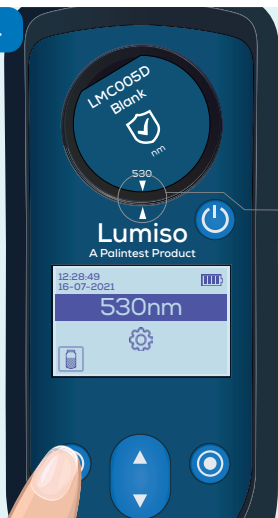 LMC005D
Blank
nm
530
Lumiso
A Palintest Product
12:28:49
16-07-2021
530nm